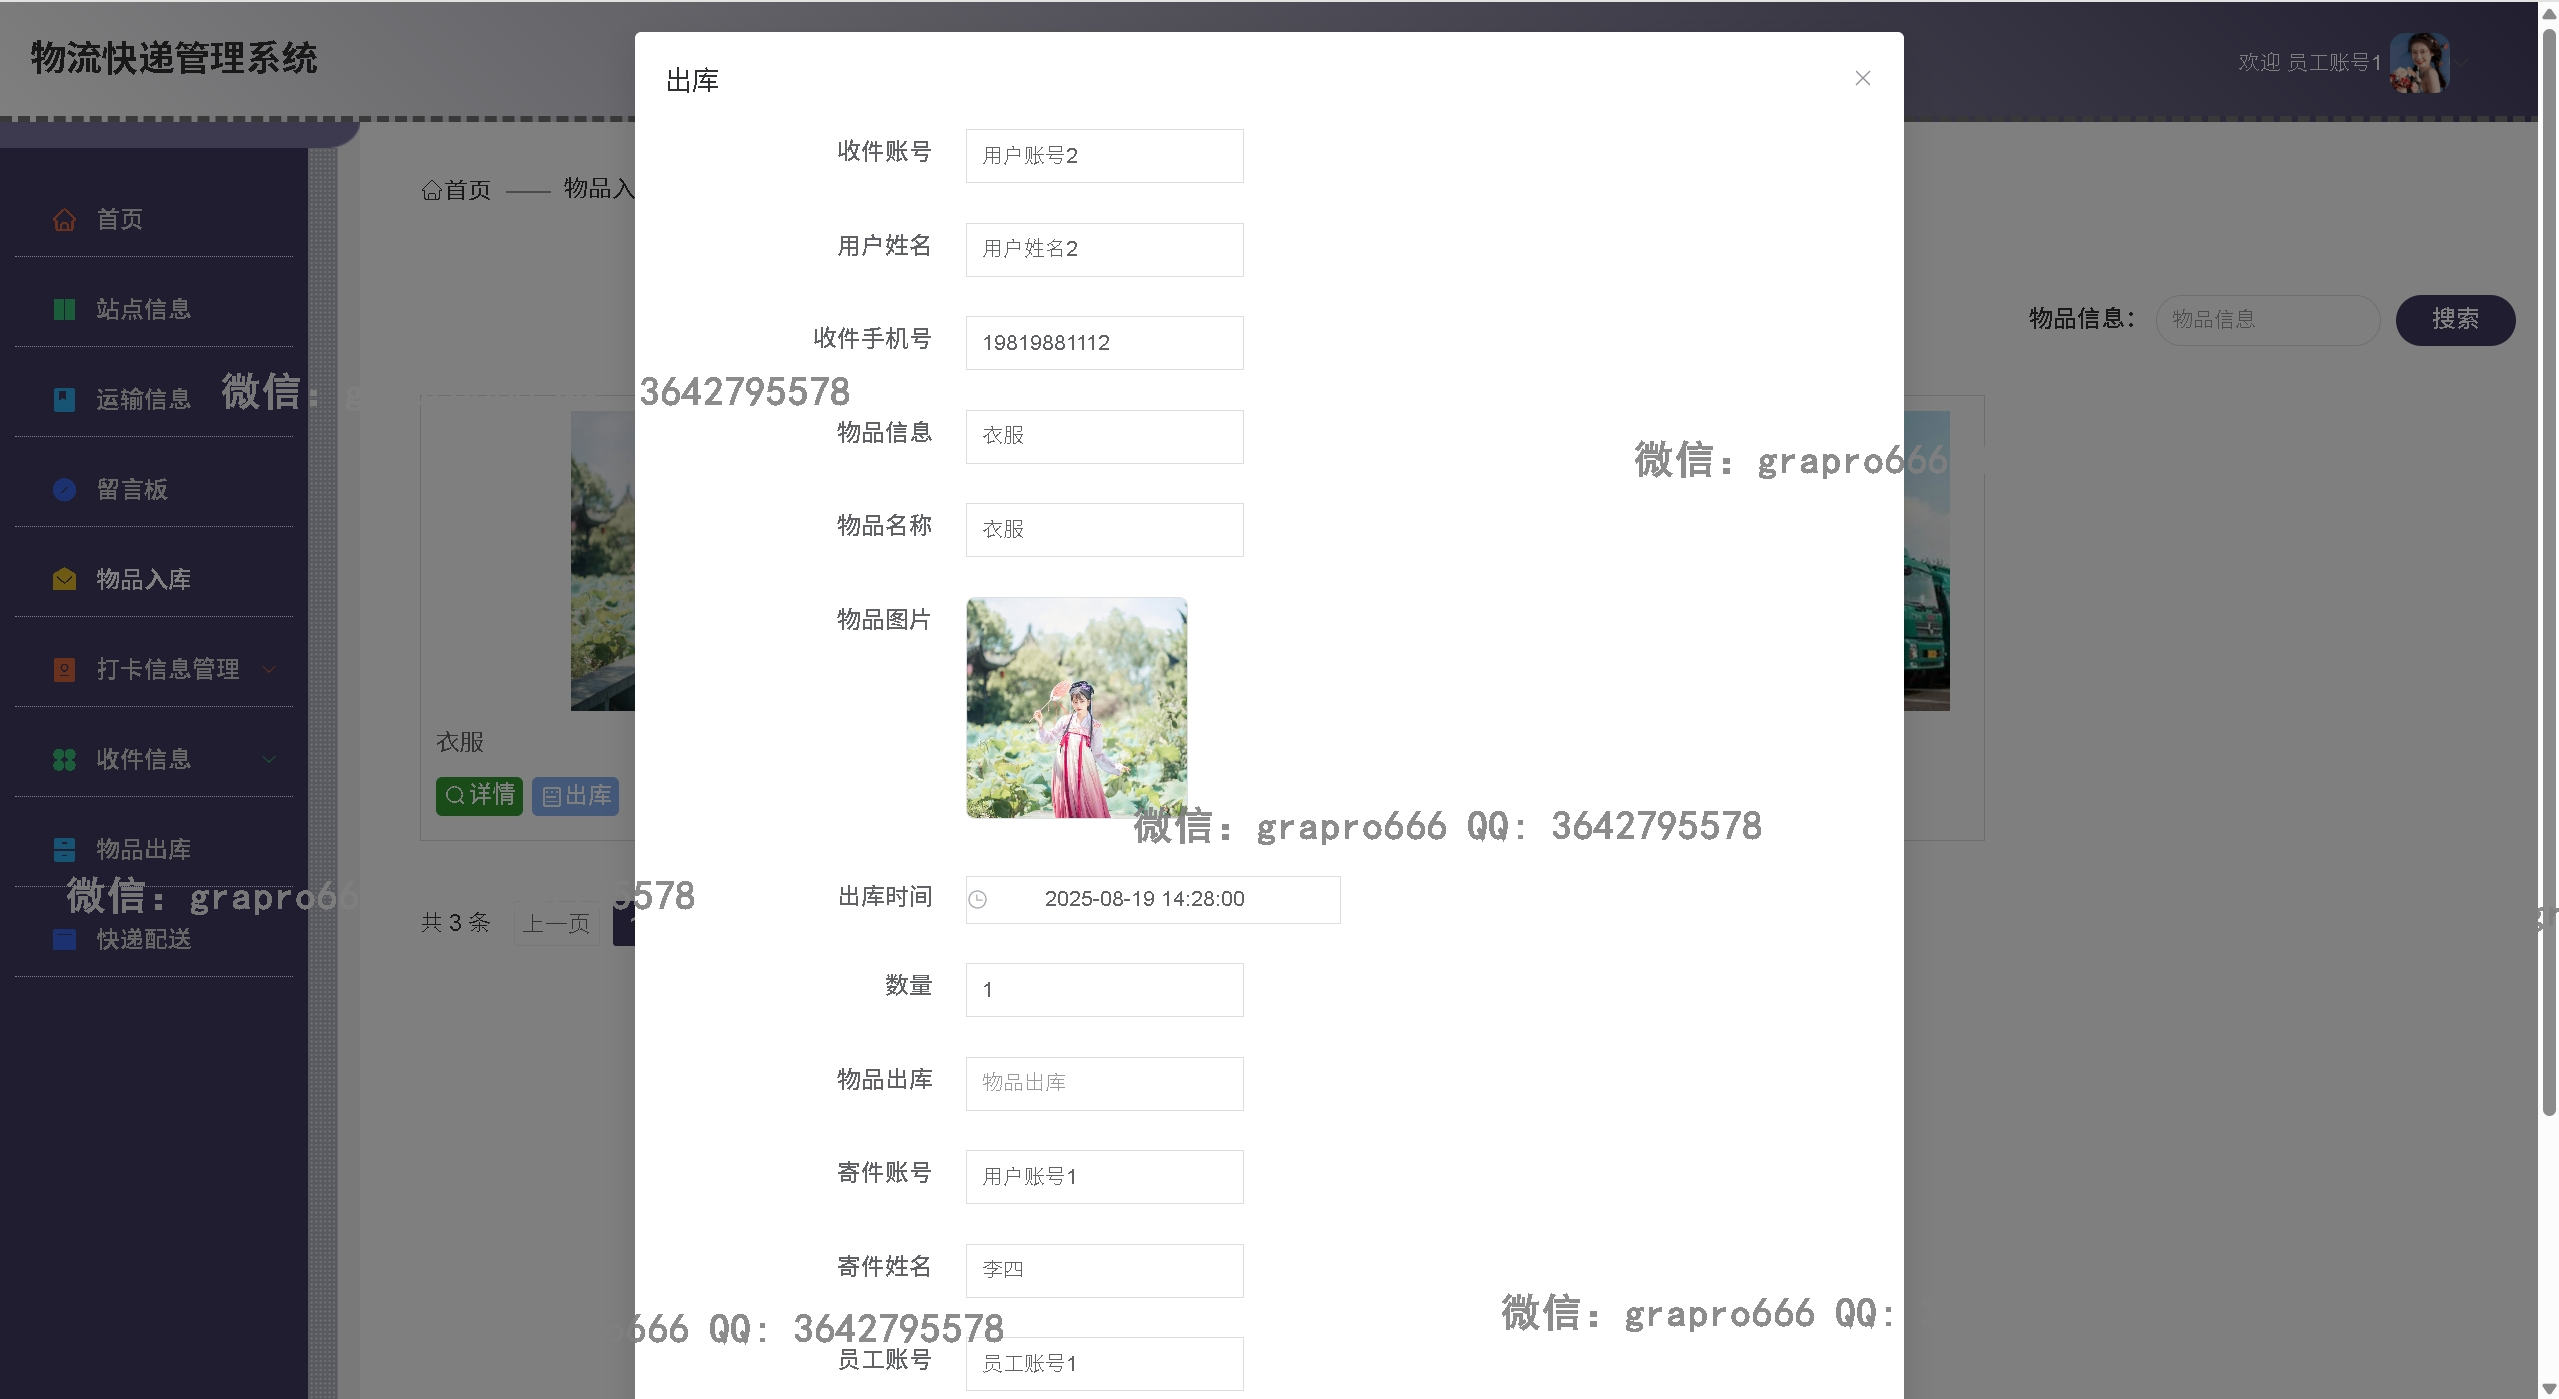 物流快递管理系统
欢迎 员工账号1
首页
站点信息
运输信息
留言板
物品入库
打卡信息管理
收件信息
物品出库
快递配送
首页 —— 物品入
物品信息：
物品信息
搜索
衣服
详情
出库
共 3 条
上一页
出库
收件账号 用户账号2
用户姓名 用户姓名2
收件手机号 19819881112
物品信息 衣服
物品名称 衣服
物品图片
出库时间 2025-08-19 14:28:00
数量 1
物品出库 物品出库
寄件账号 用户账号1
寄件姓名 李四
员工账号 员工账号1
微信：g
3642795578
微信：grapro666
微信：grapro666 QQ: 3642795578
微信：grapro66
5578
666 QQ: 3642795578
微信：grapro666 QQ:
gr